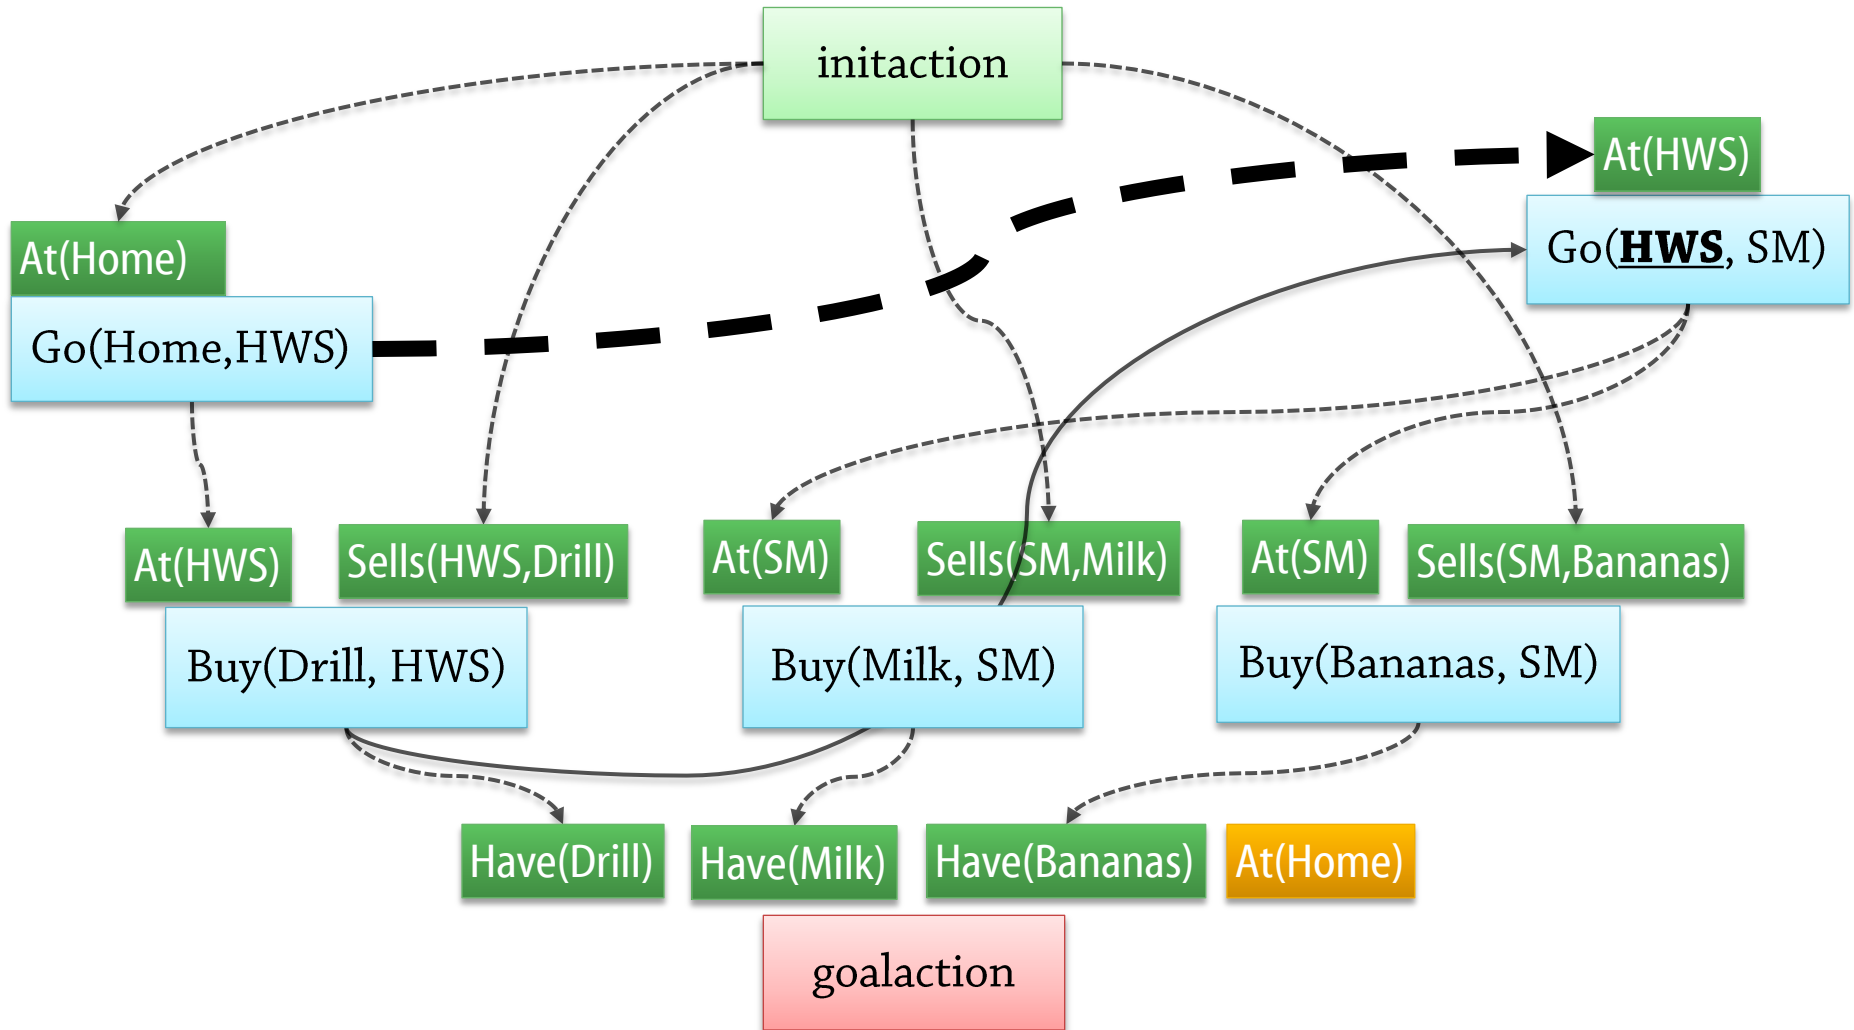 initaction
At(HWS)
Go(HWS, SM)
At(Home)
Go(Home,HWS)
At(HWS)
Sells(HWS,Drill)
At(SM)
Sells(SM,Milk)
At(SM)
Sells(SM,Bananas)
Buy(Drill, HWS)
Buy(Milk, SM)
Buy(Bananas, SM)
Have(Drill)
Have(Milk)
Have(Bananas)
At(Home)
goalaction